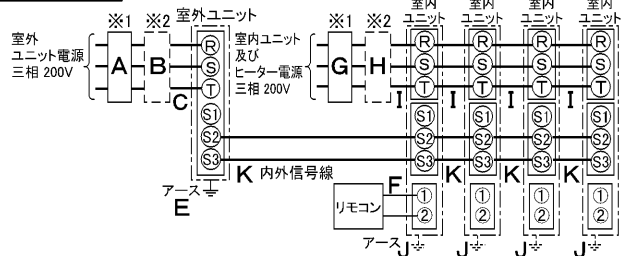 ※1 ※2 室外ユニット
室外
ユニット電源
三相 200V
A B C
R
S
T
S1
S2
S3
アース
E
K 内外信号線
※1 ※2
室内ユニット
及び
ヒーター電源
三相 200V
G H
室内
ユニット
室内
ユニット
室内
ユニット
室内
ユニット
R R R R
S S S S
T T T T
I I I I
S1 S1 S1 S1
S2 S2 S2 S2
S3 S3 S3 S3
K K K
F
リモコン
① ① ① ①
② ② ② ②
アース J J J J